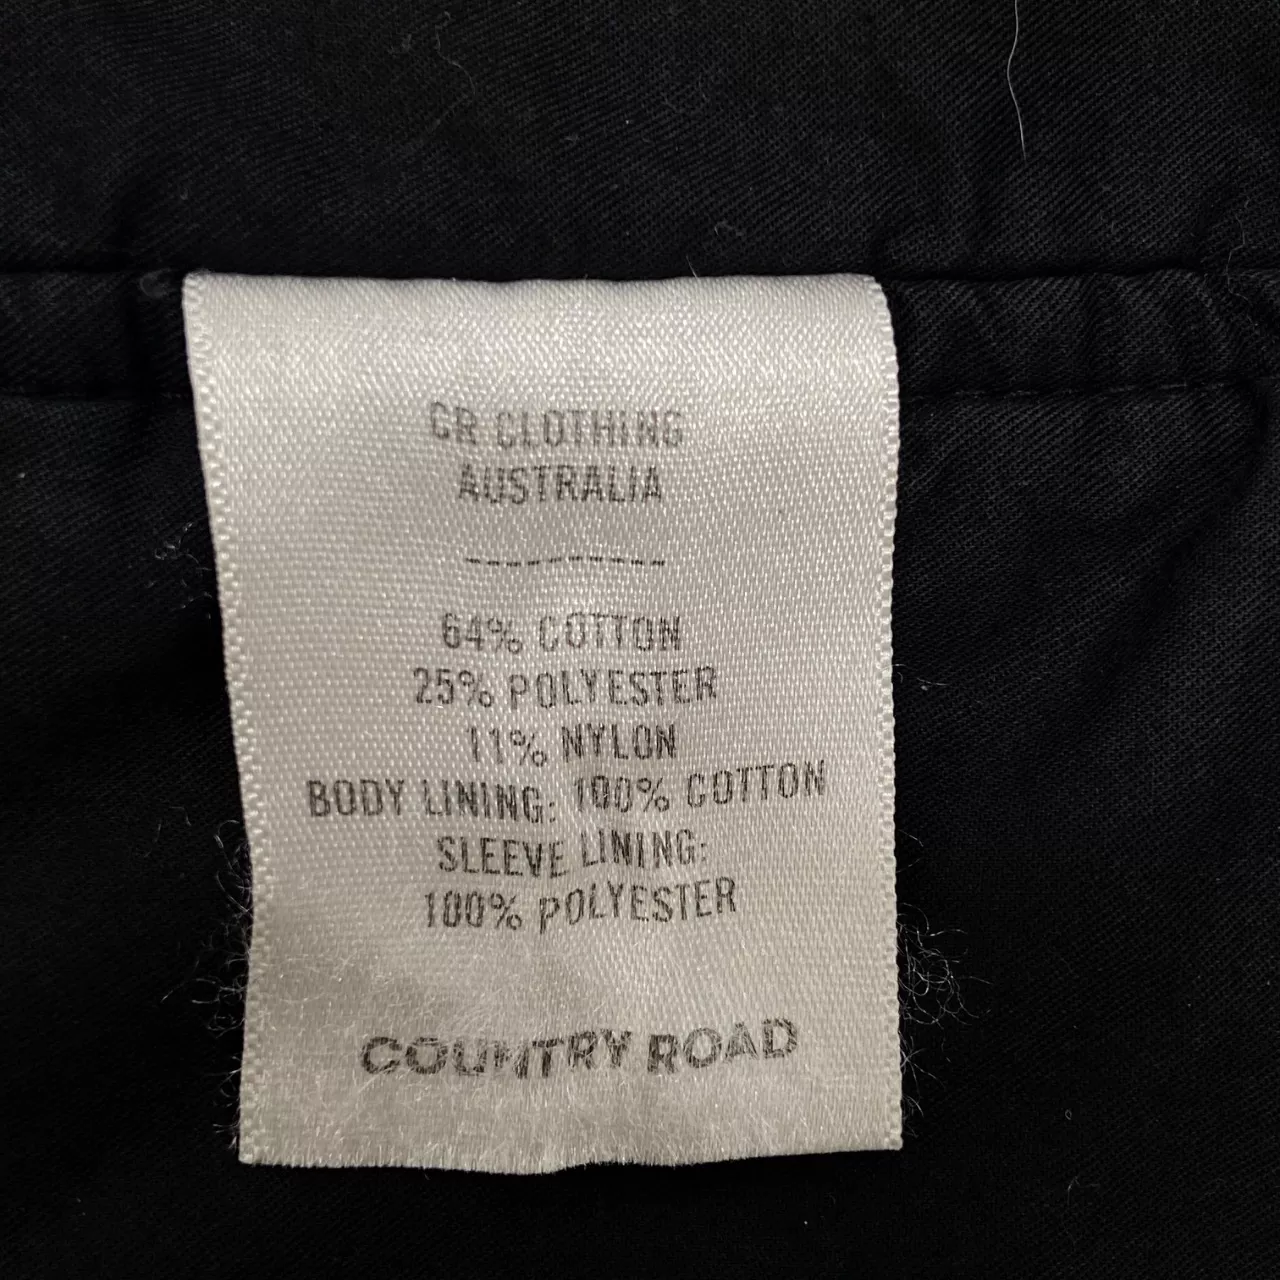 CR CLOTHING
AUSTRALIA
----------
64% COTTON
25% POLYESTER
11% NYLON
BODY LINING: 100% COTTON
SLEEVE LINING:
100% POLYESTER
COUNTRY ROAD